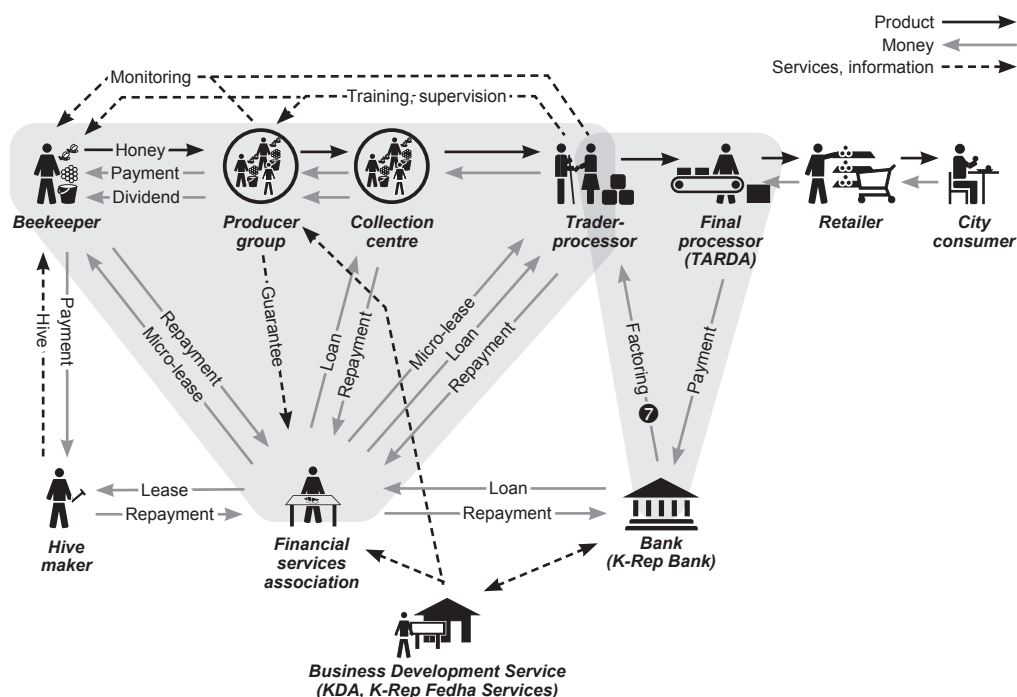 Product
Money
Services, information
Monitoring
Training, supervision
Honey
Payment
Dividend
Beekeeper
Producer
group
Collection
centre
Trader-
processor
Final
processor
(TARDA)
Retailer
City
consumer
Payment
Hive
Repayment
Micro-lease
Guarantee
Loan
Repayment
Micro-lease
Loan
Repayment
Factoring
7
Payment
Lease
Repayment
Loan
Repayment
Hive
maker
Financial
services
association
Bank
(K-Rep Bank)
Business Development Service
(KDA, K-Rep Fedha Services)